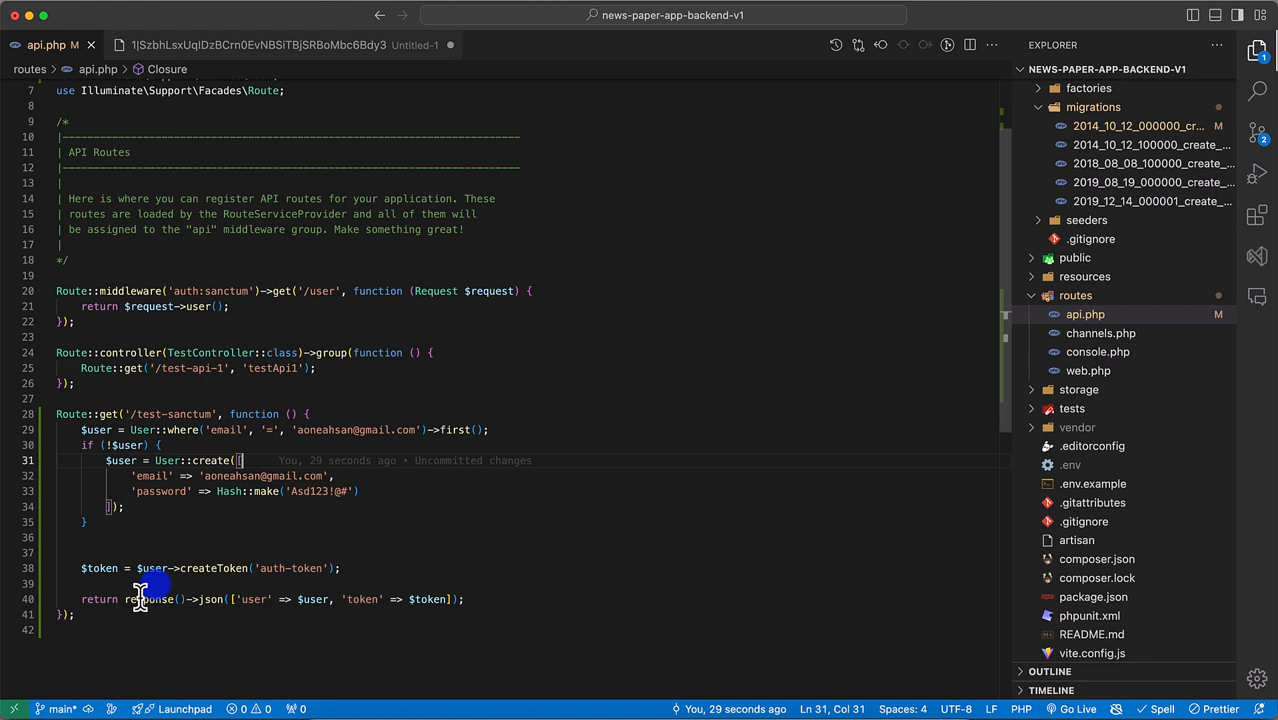 news-paper-app-backend-v1
api.php M
1|SzbhLsxUqIDzBCrn0EvNBSiTBjSRBoMbc6Bdy3 Untitled-1
routes > api.php > Closure
7 use Illuminate\Support\Facades\Route;
8
9 /*
10 |--------------------------------------------------------------------------
11 | API Routes
12 |--------------------------------------------------------------------------
13 |
14 | Here is where you can register API routes for your application. These
15 | routes are loaded by the RouteServiceProvider and all of them will
16 | be assigned to the "api" middleware group. Make something great!
17 |
18 */
19
20 Route::middleware('auth:sanctum')->get('/user', function (Request $request) {
21 return $request->user();
22 });
23
24 Route::controller(TestController::class)->group(function () {
25 Route::get('/test-api-1', 'testApi1');
26 });
27
28 Route::get('/test-sanctum', function () {
29 $user = User::where('email', '=', 'aoneahsan@gmail.com')->first();
30 if (!$user) {
31 $user = User::create([ You, 29 seconds ago • Uncommitted changes
32 'email' => 'aoneahsan@gmail.com',
33 'password' => Hash::make('Asd123!@#')
34 ]);
35 }
36
37
38 $token = $user->createToken('auth-token');
39
40 return response()->json(['user' => $user, 'token' => $token]);
41 });
42
EXPLORER
NEWS-PAPER-APP-BACKEND-V1
factories
migrations
2014_10_12_000000_cr... M
2014_10_12_100000_create_...
2018_08_08_100000_create_...
2019_08_19_000000_create_...
2019_12_14_000001_create_...
seeders
.gitignore
public
resources
routes
api.php M
channels.php
console.php
web.php
storage
tests
vendor
.editorconfig
.env
.env.example
.gitattributes
.gitignore
artisan
composer.json
composer.lock
package.json
phpunit.xml
README.md
vite.config.js
OUTLINE
TIMELINE
1
2
main* Launchpad 0 0 0 You, 29 seconds ago Ln 31, Col 31 Spaces: 4 UTF-8 LF PHP Go Live Spell Prettier